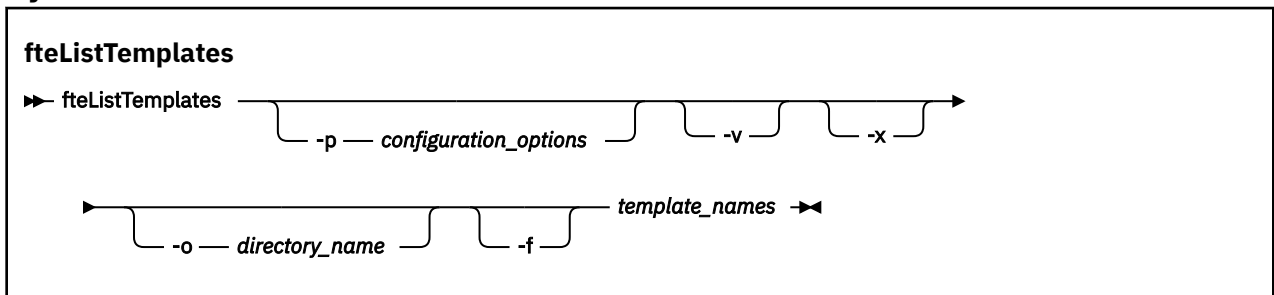 fteListTemplates
fteListTemplates
-p configuration_options -v -x
template_names
-o directory_name -f